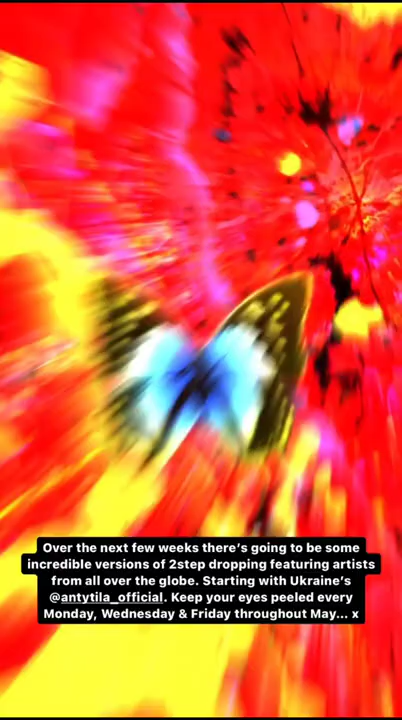 Over the next few weeks there's going to be some
incredible versions of 2step dropping featuring artists
from all over the globe. Starting with Ukraine's
@antytila_official. Keep your eyes peeled every
Monday, Wednesday & Friday throughout May... x